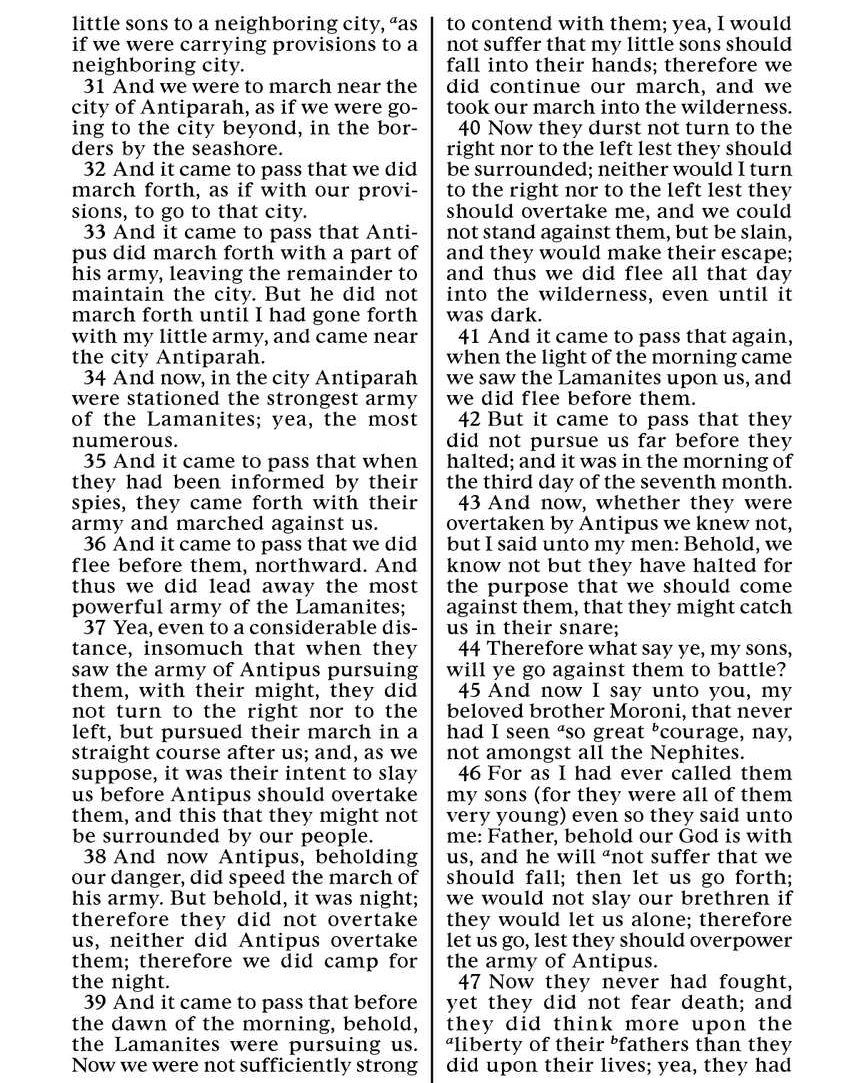 little sons to a neighboring city, ᵃas
if we were carrying provisions to a
neighboring city.
31 And we were to march near the
city of Antiparah, as if we were go-
ing to the city beyond, in the bor-
ders by the seashore.
32 And it came to pass that we did
march forth, as if with our provi-
sions, to go to that city.
33 And it came to pass that Anti-
pus did march forth with a part of
his army, leaving the remainder to
maintain the city. But he did not
march forth until I had gone forth
with my little army, and came near
the city Antiparah.
34 And now, in the city Antiparah
were stationed the strongest army
of the Lamanites; yea, the most
numerous.
35 And it came to pass that when
they had been informed by their
spies, they came forth with their
army and marched against us.
36 And it came to pass that we did
flee before them, northward. And
thus we did lead away the most
powerful army of the Lamanites;
37 Yea, even to a considerable dis-
tance, insomuch that when they
saw the army of Antipus pursuing
them, with their might, they did
not turn to the right nor to the
left, but pursued their march in a
straight course after us; and, as we
suppose, it was their intent to slay
us before Antipus should overtake
them, and this that they might not
be surrounded by our people.
38 And now Antipus, beholding
our danger, did speed the march of
his army. But behold, it was night;
therefore they did not overtake
us, neither did Antipus overtake
them; therefore we did camp for
the night.
39 And it came to pass that before
the dawn of the morning, behold,
the Lamanites were pursuing us.
Now we were not sufficiently strong
to contend with them; yea, I would
not suffer that my little sons should
fall into their hands; therefore we
did continue our march, and we
took our march into the wilderness.
40 Now they durst not turn to the
right nor to the left lest they should
be surrounded; neither would I turn
to the right nor to the left lest they
should overtake me, and we could
not stand against them, but be slain,
and they would make their escape;
and thus we did flee all that day
into the wilderness, even until it
was dark.
41 And it came to pass that again,
when the light of the morning came
we saw the Lamanites upon us, and
we did flee before them.
42 But it came to pass that they
did not pursue us far before they
halted; and it was in the morning of
the third day of the seventh month.
43 And now, whether they were
overtaken by Antipus we knew not,
but I said unto my men: Behold, we
know not but they have halted for
the purpose that we should come
against them, that they might catch
us in their snare;
44 Therefore what say ye, my sons,
will ye go against them to battle?
45 And now I say unto you, my
beloved brother Moroni, that never
had I seen ᵃso great ᵇcourage, nay,
not amongst all the Nephites.
46 For as I had ever called them
my sons (for they were all of them
very young) even so they said unto
me: Father, behold our God is with
us, and he will ᵃnot suffer that we
should fall; then let us go forth;
we would not slay our brethren if
they would let us alone; therefore
let us go, lest they should overpower
the army of Antipus.
47 Now they never had fought,
yet they did not fear death; and
they did think more upon the
ᵃliberty of their ᵇfathers than they
did upon their lives; yea, they had